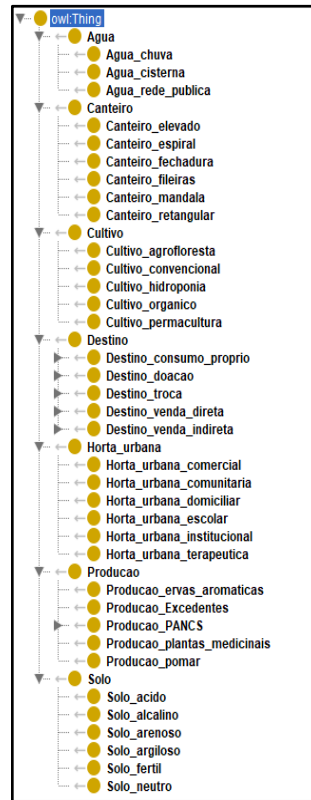 owl:Thing
Agua
Agua_chuva
Agua_cisterna
Agua_rede_publica
Canteiro
Canteiro_elevado
Canteiro_espiral
Canteiro_fechadura
Canteiro_fileiras
Canteiro_mandala
Canteiro_retangular
Cultivo
Cultivo_agrofloresta
Cultivo_convencional
Cultivo_hidroponia
Cultivo_organico
Cultivo_permacultura
Destino
Destino_consumo_proprio
Destino_doacao
Destino_troca
Destino_venda_direta
Destino_venda_indireta
Horta_urbana
Horta_urbana_comercial
Horta_urbana_comunitaria
Horta_urbana_domiciliar
Horta_urbana_escolar
Horta_urbana_institucional
Horta_urbana_terapeutica
Producao
Producao_ervas_aromaticas
Producao_Excedentes
Producao_PANCS
Producao_plantas_medicinais
Producao_pomar
Solo
Solo_acido
Solo_alcalino
Solo_arenoso
Solo_argiloso
Solo_fertil
Solo_neutro